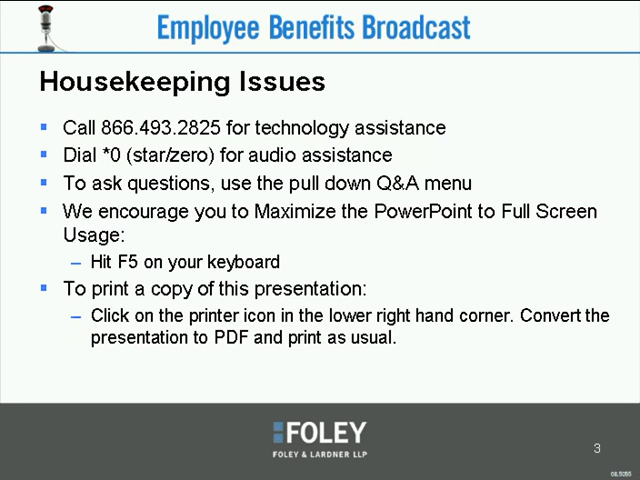 Employee Benefits Broadcast
Housekeeping Issues
Call 866.493.2825 for technology assistance
Dial *0 (star/zero) for audio assistance
To ask questions, use the pull down Q&A menu
We encourage you to Maximize the PowerPoint to Full Screen
Usage:
– Hit F5 on your keyboard
To print a copy of this presentation:
– Click on the printer icon in the lower right hand corner. Convert the
presentation to PDF and print as usual.
FOLEY
FOLEY & LARDNER LLP
3